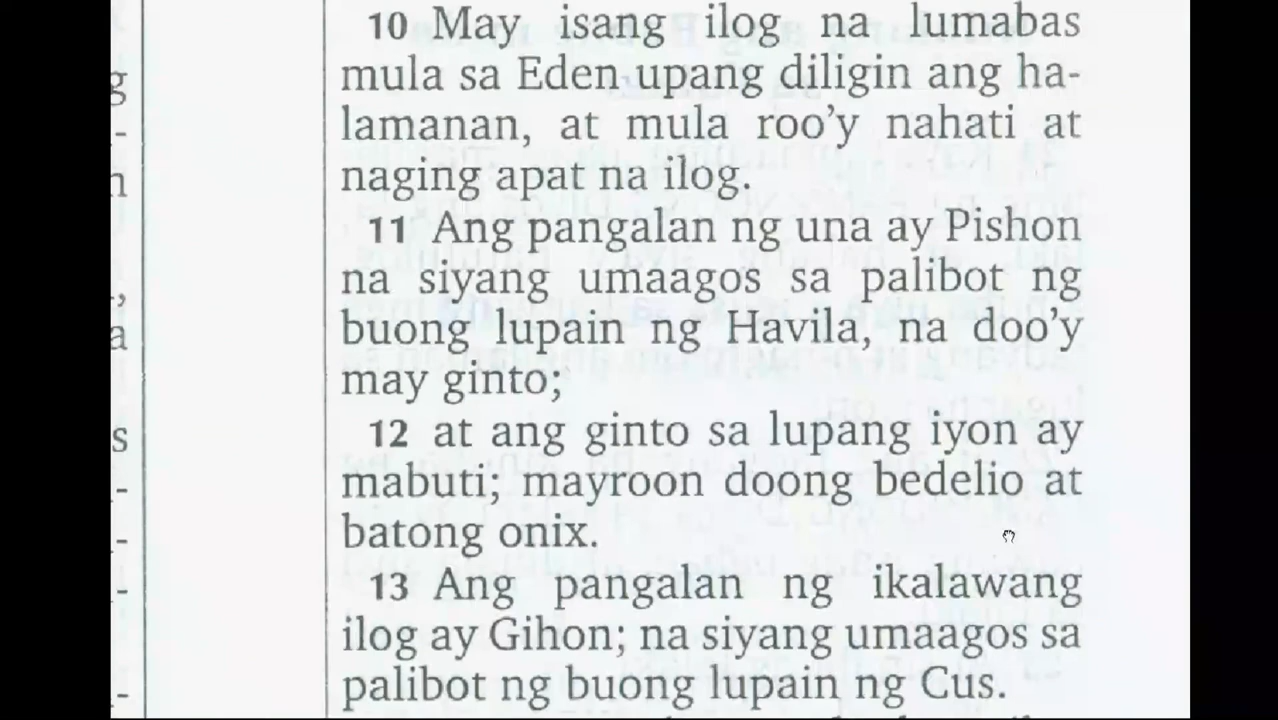 10 May isang ilog na lumabas
mula sa Eden upang diligin ang ha-
lamanan, at mula roo'y nahati at
naging apat na ilog.
11 Ang pangalan ng una ay Pishon
na siyang umaagos sa palibot ng
buong lupain ng Havila, na doo'y
may ginto;
12 at ang ginto sa lupang iyon ay
mabuti; mayroon doong bedelio at
batong onix.
13 Ang pangalan ng ikalawang
ilog ay Gihon; na siyang umaagos sa
palibot ng buong lupain ng Cus.